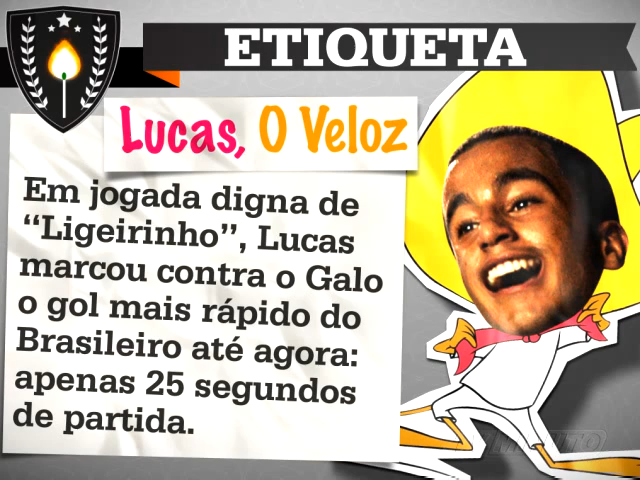 ETIQUETA
Lucas, O Veloz
Em jogada digna de
“Ligeirinho”, Lucas
marcou contra o Galo
o gol mais rápido do
Brasileiro até agora:
apenas 25 segundos
de partida.